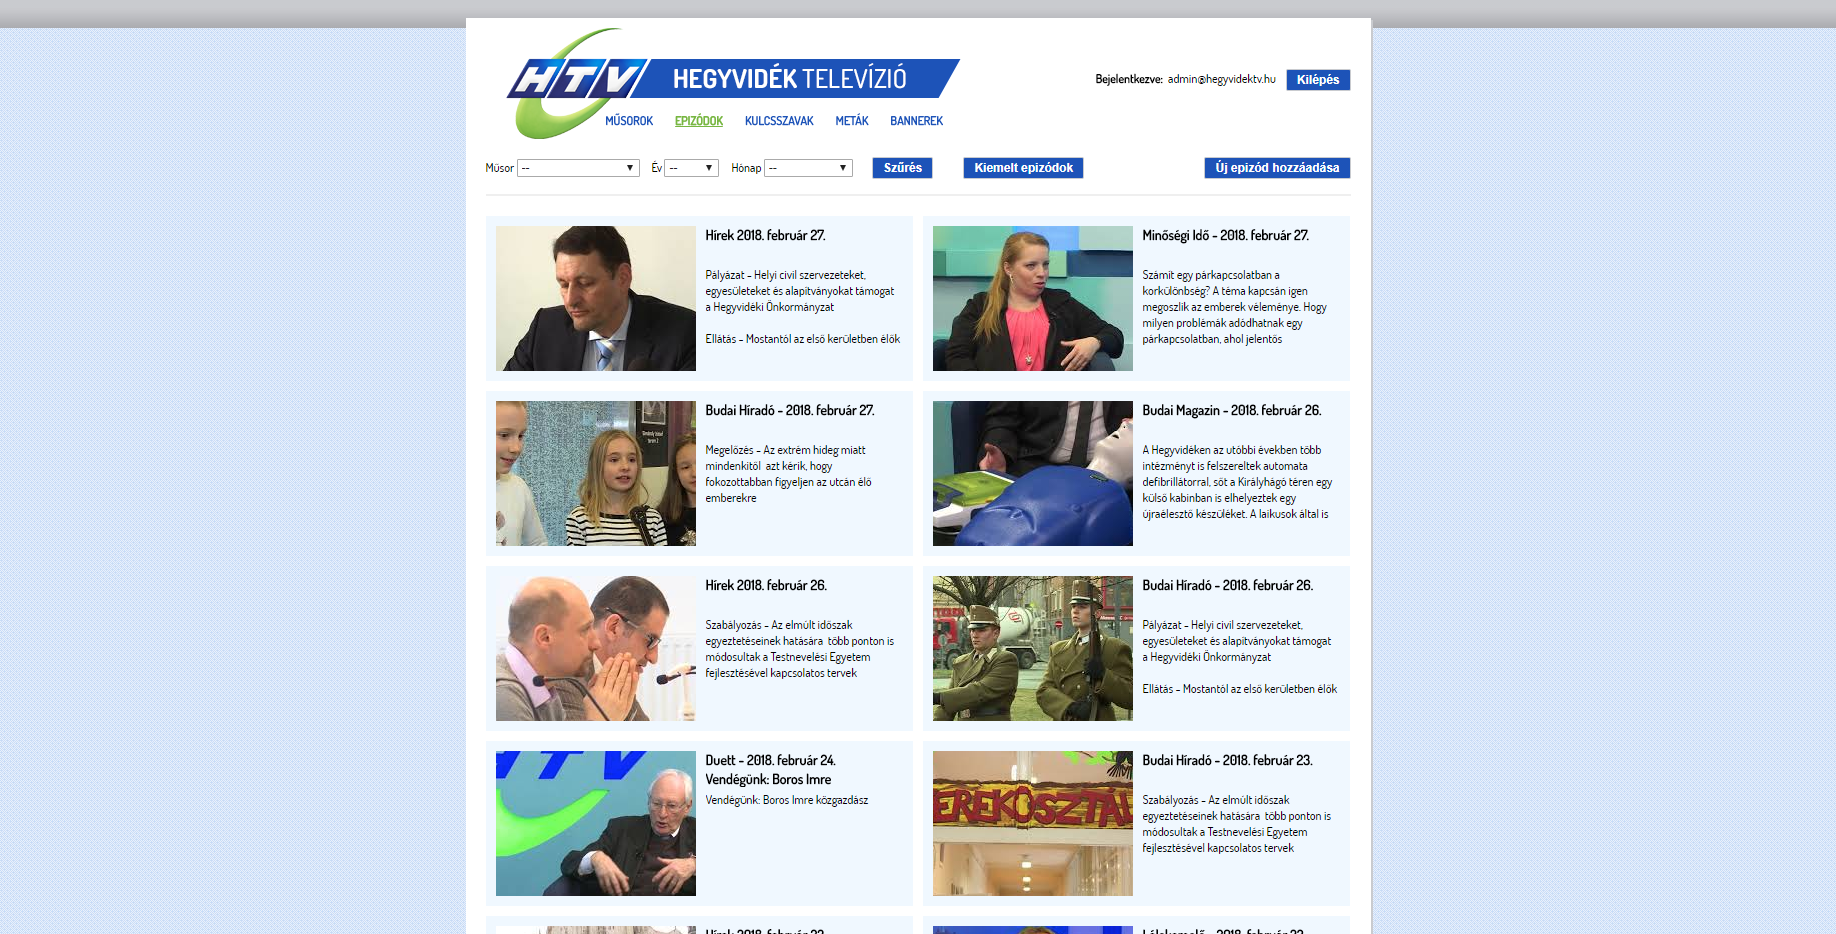 HTV HEGYVIDÉK TELEVÍZIÓ
Bejelentkezve: admin@hegyvidektv.hu Kilépés
MŰSOROK EPIZÓDOK KULCSSZAVAK METÁK BANNEREK
Műsor -- Év -- Hónap -- Szűrés Kiemelt epizódok Új epizód hozzáadása
Hírek 2018. február 27.
Pályázat - Helyi civil szervezeteket,
egyesületeket és alapítványokat támogat
a Hegyvidéki Önkormányzat
Ellátás - Mostantól az első kerületben élők
Minőségi Idő - 2018. február 27.
Számít egy párkapcsolatban a
korkülönbség? A téma kapcsán igen
megoszlik az emberek véleménye. Hogy
milyen problémák adódhatnak egy
párkapcsolatban, ahol jelentős
Budai Híradó - 2018. február 27.
Megelőzés - Az extrém hideg miatt
mindenkitől azt kérik, hogy
fokozottabban figyeljen az utcán élő
emberekre
Budai Magazin - 2018. február 26.
A Hegyvidéken az utóbbi években több
intézményt is felszereltek automata
defibrillátorral, sőt a Királyhágó téren egy
külső kabinban is elhelyeztek egy
újraélesztő készüléket. A laikusok által is
Hírek 2018. február 26.
Szabályozás - Az elmúlt időszak
egyeztetéseinek hatására több ponton is
módosultak a Testnevelési Egyetem
fejlesztésével kapcsolatos tervek
Budai Híradó - 2018. február 26.
Pályázat - Helyi civil szervezeteket,
egyesületeket és alapítványokat támogat
a Hegyvidéki Önkormányzat
Ellátás - Mostantól az első kerületben élők
HTV
Duett - 2018. február 24.
Vendégünk: Boros Imre
Vendégünk: Boros Imre közgazdász
EREKOSZTÁL
Budai Híradó - 2018. február 23.
Szabályozás - Az elmúlt időszak
egyeztetéseinek hatására több ponton is
módosultak a Testnevelési Egyetem
fejlesztésével kapcsolatos tervek